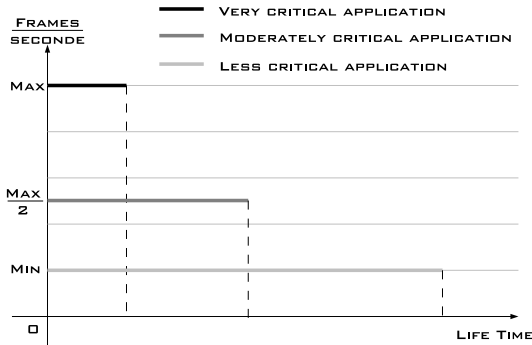 Frames/
seconde
Very critical application
Moderately critical application
Less critical application
Max
Max
2
Min
0
Life Time